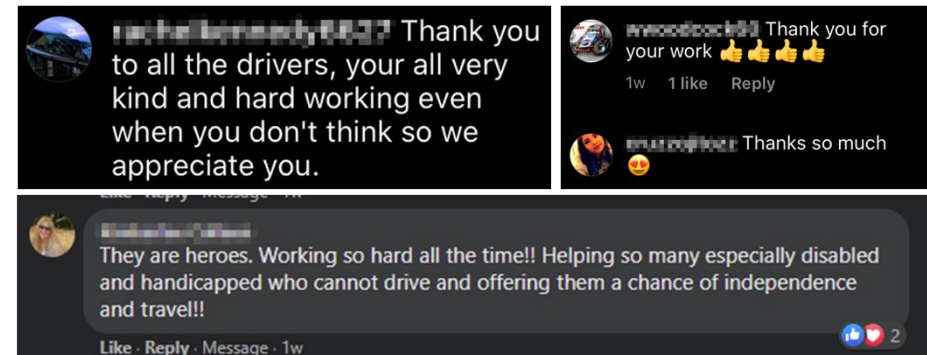 Thank you
to all the drivers, your all very
kind and hard working even
when you don't think so we
appreciate you.
Thank you for
your work 👍👍👍👍
1w 1 like Reply
Thanks so much
😍
Like · Reply · Message · 1w
They are heroes. Working so hard all the time!! Helping so many especially disabled
and handicapped who cannot drive and offering them a chance of independence
and travel!!
2
Like · Reply · Message · 1w